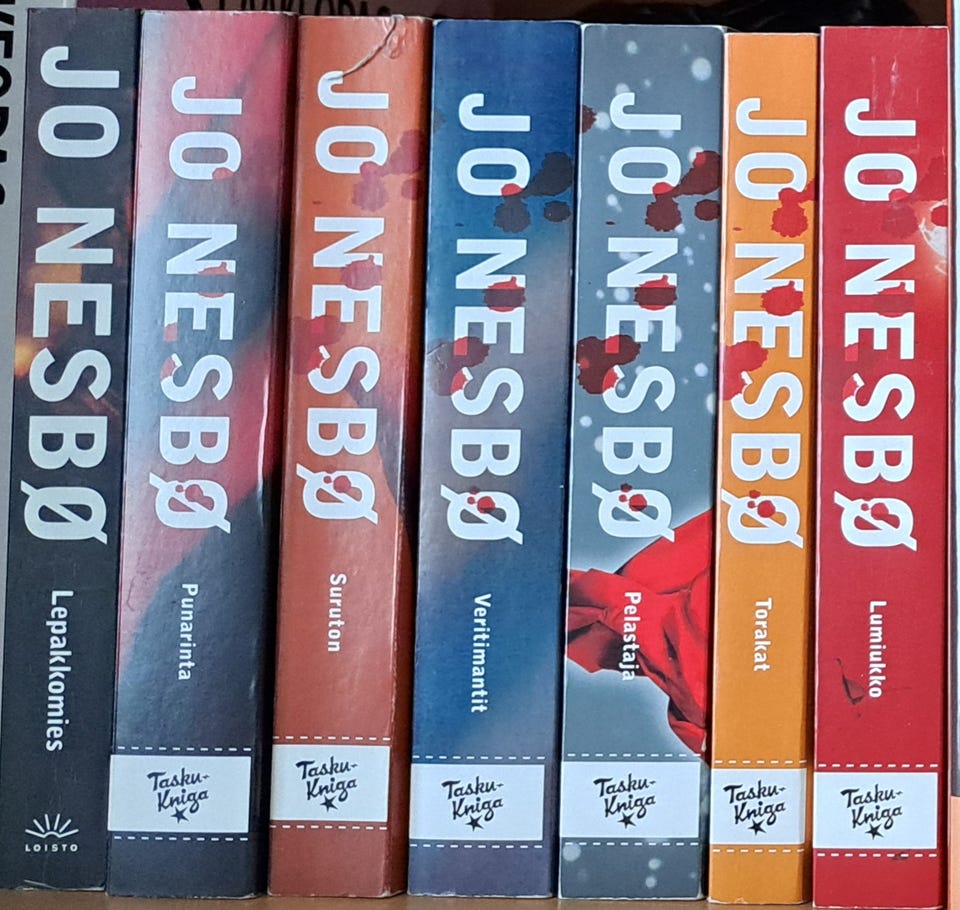 JO NESBØ
Lepakkomies
LOISTO
JO NESBØ
Punarinta
Tasku-
Kniga
JO NESBØ
Suruton
Tasku-
Kniga
JO NESBØ
Veritimantit
Tasku-
Kniga
JO NESBØ
Pelastaja
Tasku-
Kniga
JO NESBØ
Torakat
Tasku-
Kniga
JO NESBØ
Lumiukko
Tasku-
Kniga